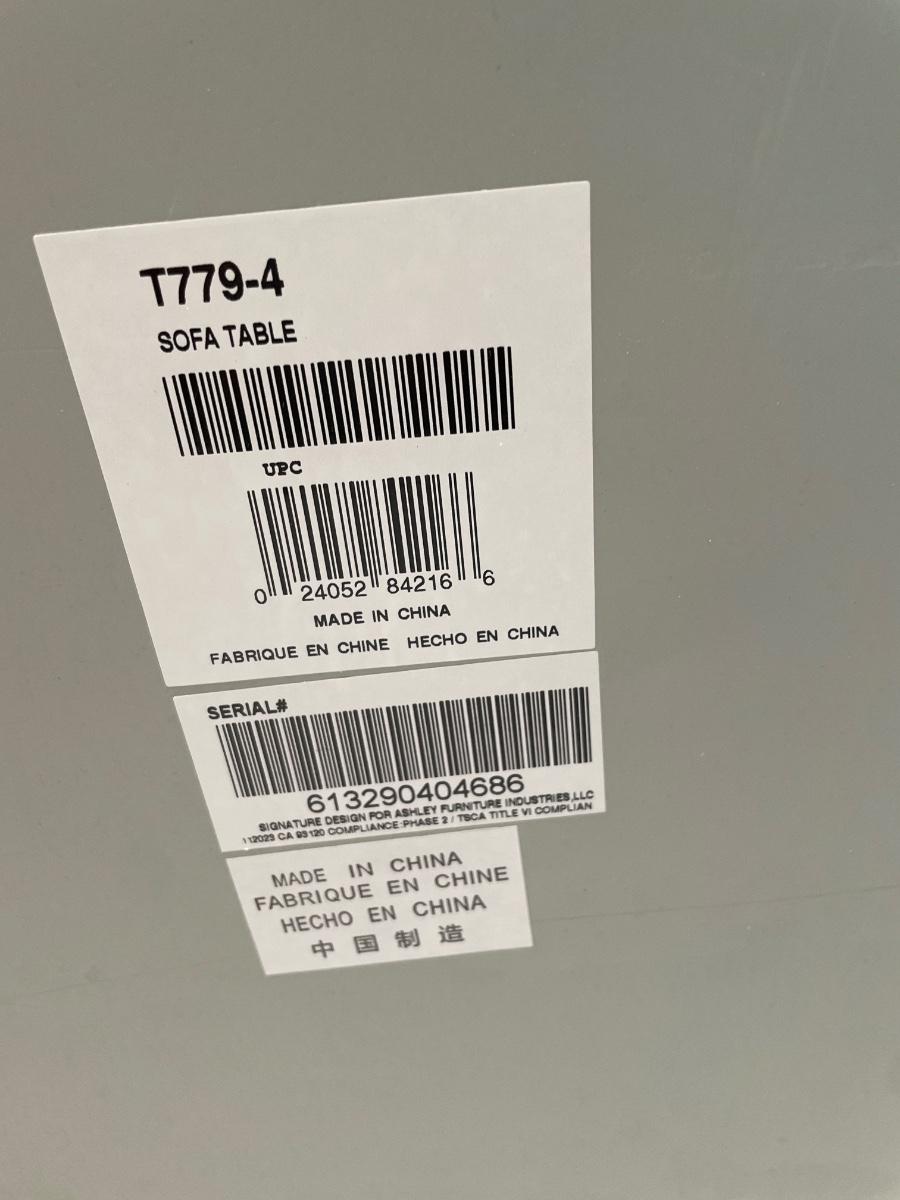 T779-4
SOFA TABLE
UPC
0 24052 84216 6
MADE IN CHINA
FABRIQUE EN CHINE HECHO EN CHINA
SERIAL#
613290404686
SIGNATURE DESIGN FOR ASHLEY FURNITURE INDUSTRIES,LLC
112023 CA 93120 COMPLIANCE:PHASE 2 / TSCA TITLE VI COMPLIAN
MADE IN CHINA
FABRIQUE EN CHINE
HECHO EN CHINA
中国制造